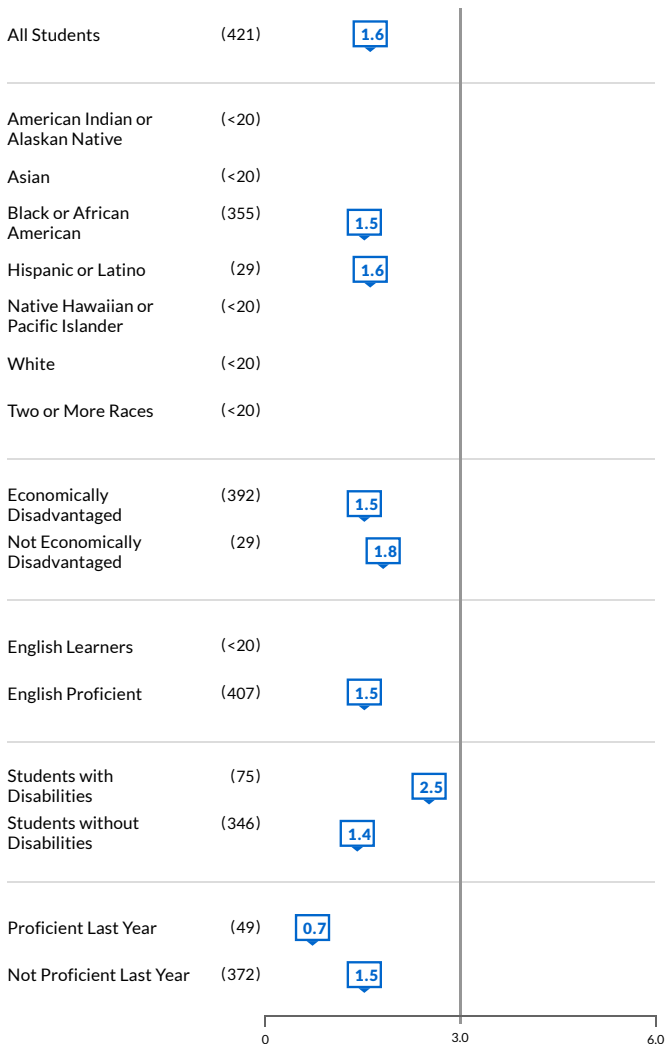 All Students (421) 1.6
American Indian or (<20)
Alaskan Native
Asian (<20)
Black or African (355) 1.5
American
Hispanic or Latino (29) 1.6
Native Hawaiian or (<20)
Pacific Islander
White (<20)
Two or More Races (<20)
Economically (392) 1.5
Disadvantaged
Not Economically (29) 1.8
Disadvantaged
English Learners (<20)
English Proficient (407) 1.5
Students with (75) 2.5
Disabilities
Students without (346) 1.4
Disabilities
Proficient Last Year (49) 0.7
Not Proficient Last Year (372) 1.5
0 3.0 6.0